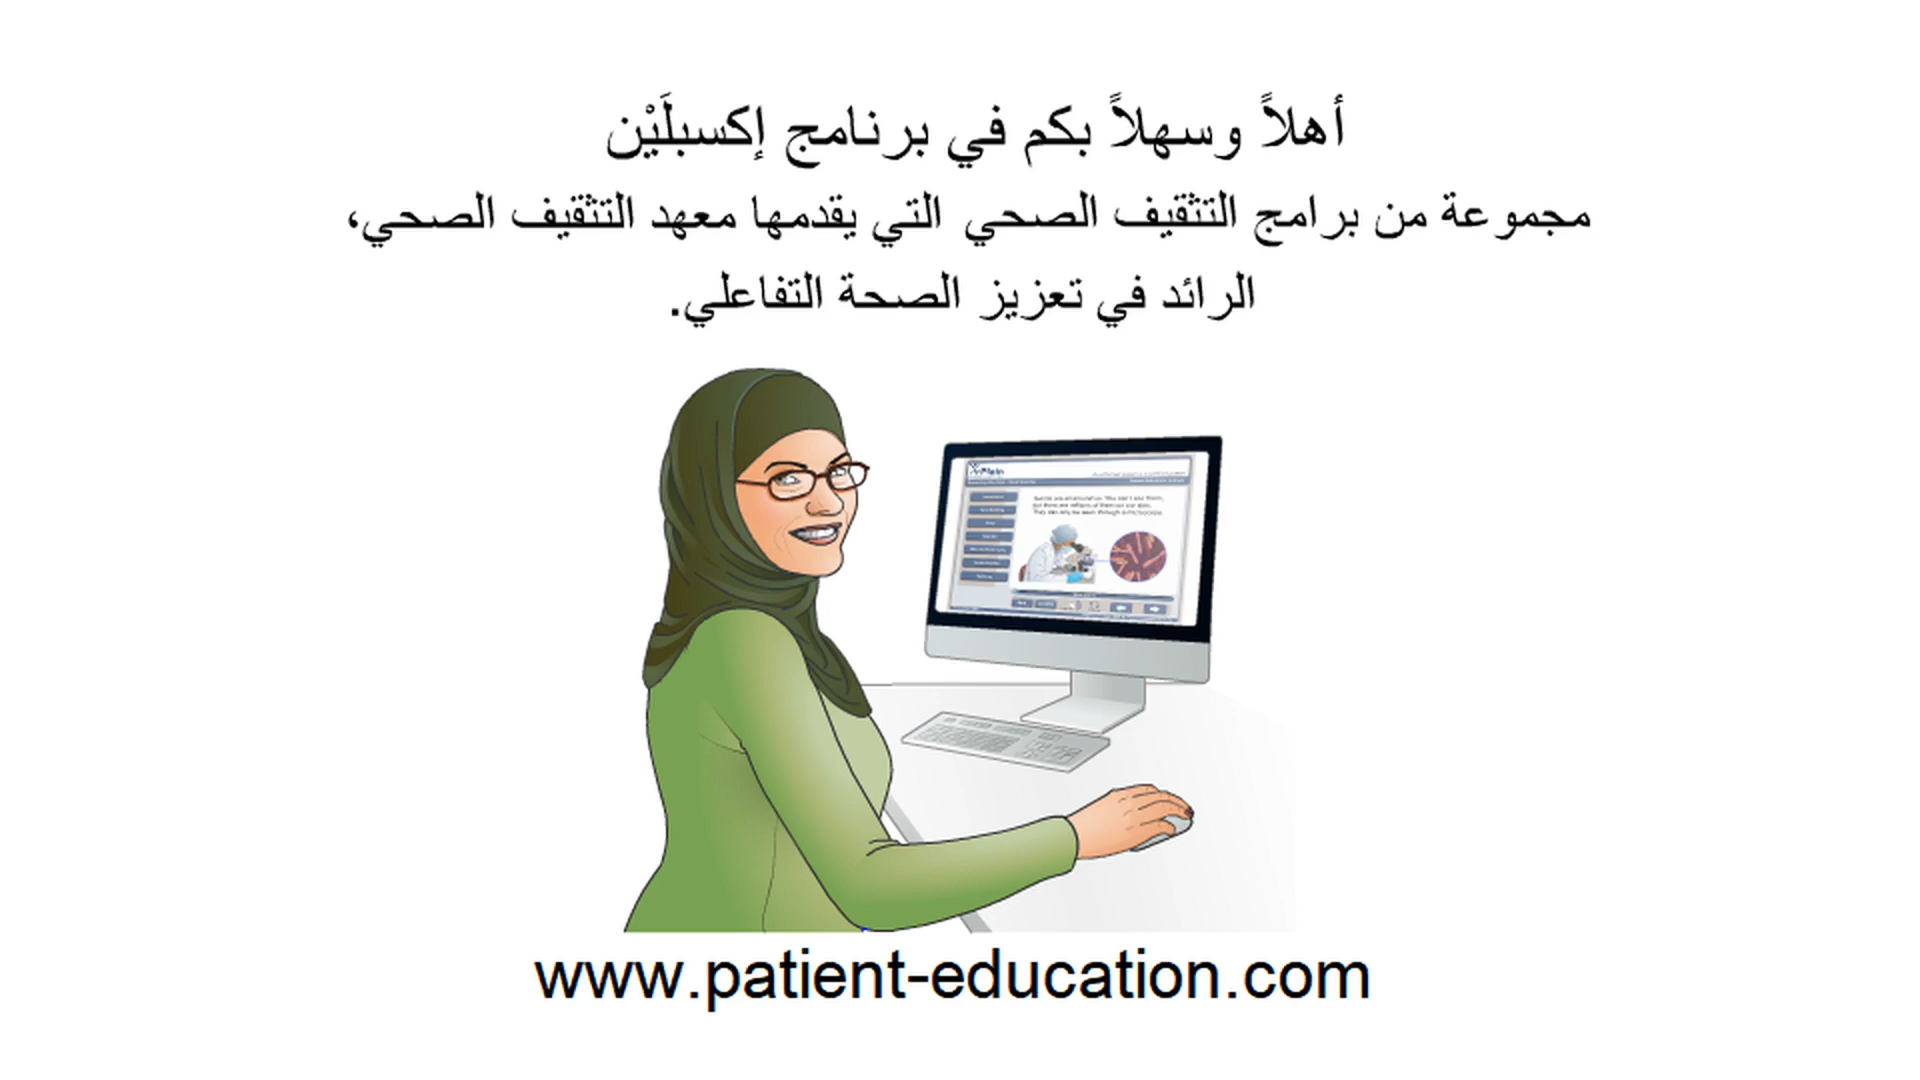 أهلاً وسهلاً بكم في برنامج إكسبلَيْن
مجموعة من برامج التثقيف الصحي التي يقدمها معهد التثقيف الصحي،
الرائد في تعزيز الصحة التفاعلي.
www.patient-education.com